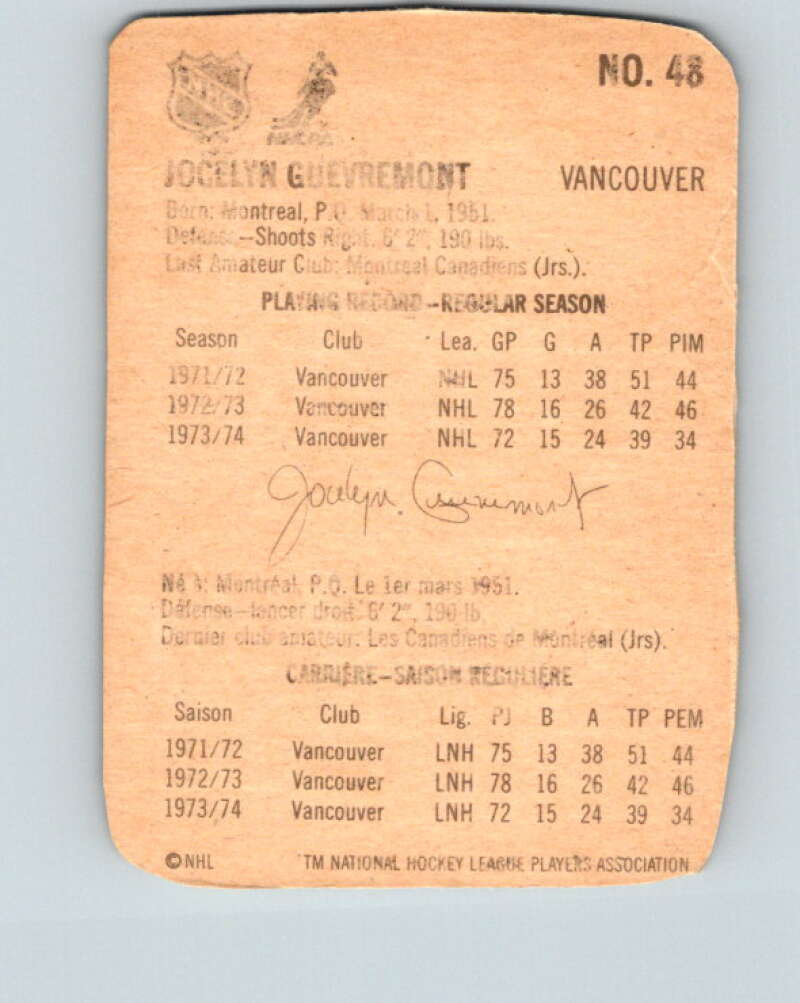 NHL
NHLPA
NO. 48
JOCELYN GUEVREMONT VANCOUVER
Born: Montreal, P.Q. March 1, 1951.
Defense—Shoots Right. 6' 2", 190 lbs.
Last Amateur Club: Montreal Canadiens (Jrs.).
PLAYING RECORD—REGULAR SEASON
Season Club Lea. GP G A TP PIM
1971/72 Vancouver NHL 75 13 38 51 44
1972/73 Vancouver NHL 78 16 26 42 46
1973/74 Vancouver NHL 72 15 24 39 34
Jocelyn Guevremont
Né à: Montréal, P.Q. Le 1er mars 1951.
Défense—lancer droit. 6' 2", 190 lb.
Dernier club amateur: Les Canadiens de Montréal (Jrs).
CARRIÈRE—SAISON RÉGULIÈRE
Saison Club Lig. PJ B A TP PEM
1971/72 Vancouver LNH 75 13 38 51 44
1972/73 Vancouver LNH 78 16 26 42 46
1973/74 Vancouver LNH 72 15 24 39 34
©NHL TM NATIONAL HOCKEY LEAGUE PLAYERS ASSOCIATION